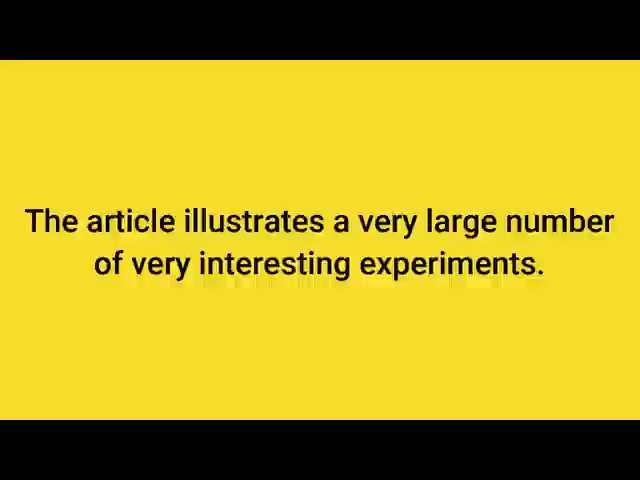 The article illustrates a very large number
of very interesting experiments.